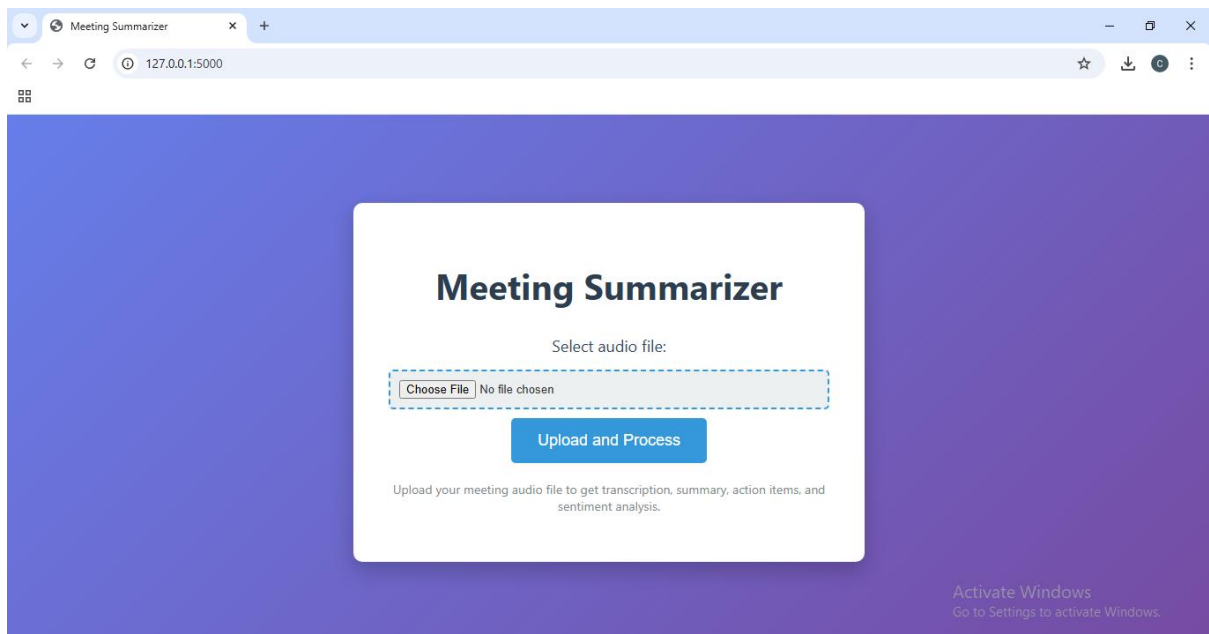 Meeting Summarizer
127.0.0.1:5000
C
Meeting Summarizer
Select audio file:
Choose File No file chosen
Upload and Process
Upload your meeting audio file to get transcription, summary, action items, and
sentiment analysis.
Activate Windows
Go to Settings to activate Windows.